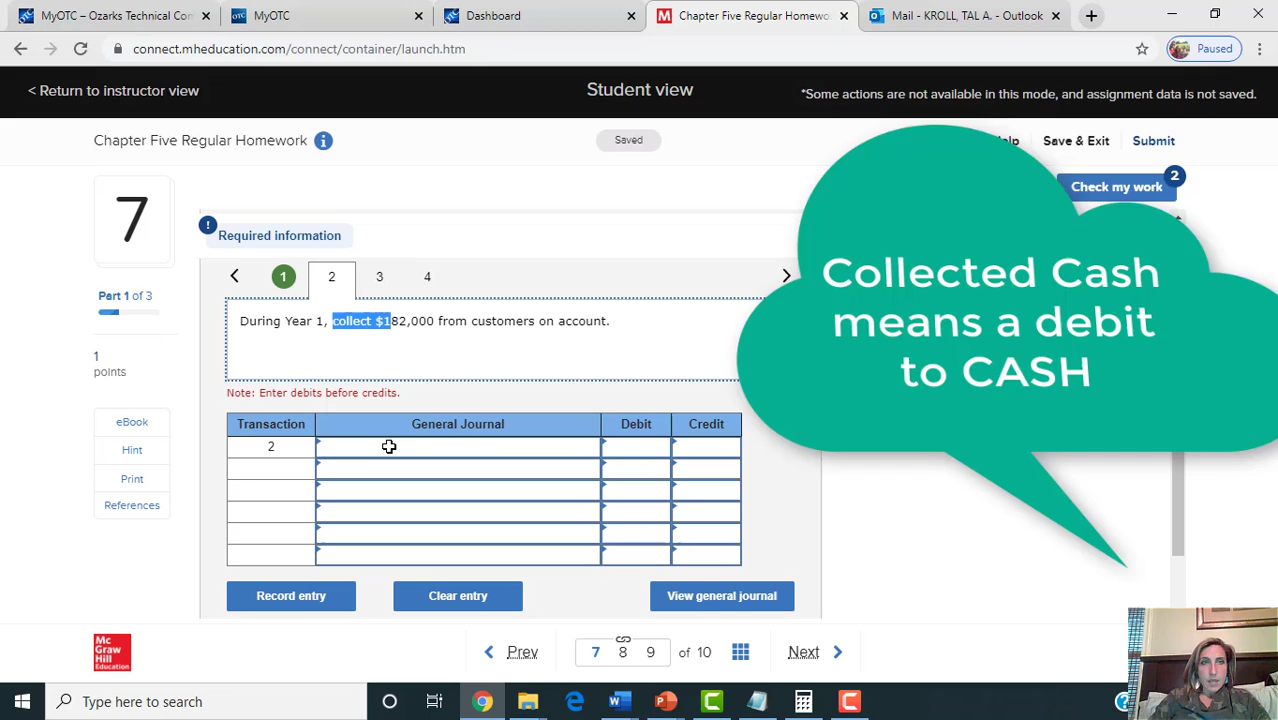 MyOTC – Ozarks Technical Con
MyOTC
Dashboard
M Chapter Five Regular Homewo
Mail - KROLL, TAL A. - Outlook
connect.mheducation.com/connect/container/launch.htm
Paused
< Return to instructor view
Student view
*Some actions are not available in this mode, and assignment data is not saved.
Chapter Five Regular Homework i
Saved
Save & Exit
Submit
7
Check my work
2
!
Required information
Part 1 of 3
1
2
3
4
1
points
During Year 1, collect $182,000 from customers on account.
Collected Cash
means a debit
to CASH
Note: Enter debits before credits.
Transaction
General Journal
Debit
Credit
2
eBook
Hint
Print
References
Record entry
Clear entry
View general journal
Mc
Graw
Hill
Education
Prev
7 8 9 of 10
Next
Type here to search